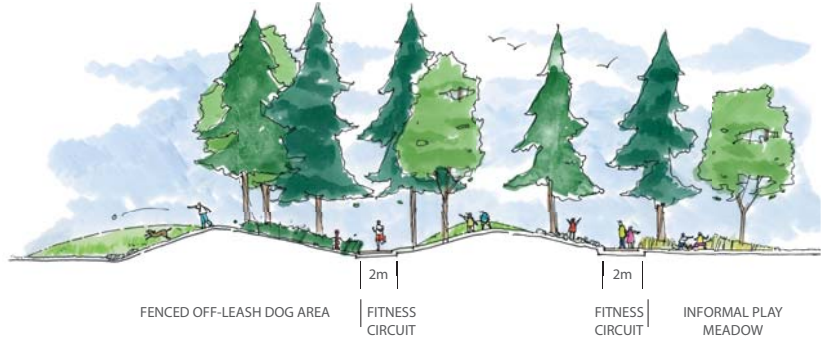 2m
2m
FENCED OFF-LEASH DOG AREA
FITNESS
CIRCUIT
FITNESS
CIRCUIT
INFORMAL PLAY
MEADOW